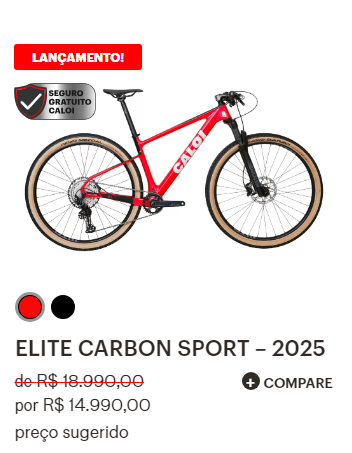 LANÇAMENTO!
SEGURO
GRATUITO
CALOI
CALOI
ELITE CARBON SPORT – 2025
de R$ 18.990,00
+ COMPARE
por R$ 14.990,00
preço sugerido